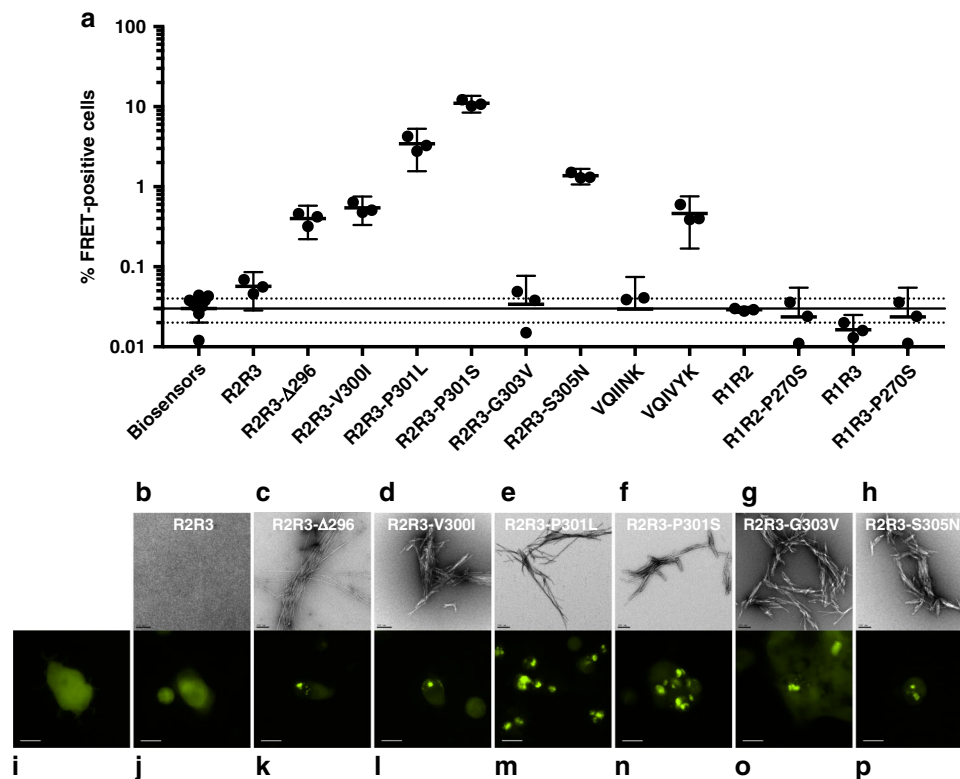 a
100
10
1
0.1
0.01
% FRET-positive cells
Biosensors
R2R3
R2R3-Δ296
R2R3-V300I
R2R3-P301L
R2R3-P301S
R2R3-G303V
R2R3-S305N
VQIINK
VQIVYK
R1R2
R1R2-P270S
R1R3
R1R3-P270S
b c d e f g h
R2R3 R2R3-Δ296 R2R3-V300I R2R3-P301L R2R3-P301S R2R3-G303V R2R3-S305N
i j k l m n o p